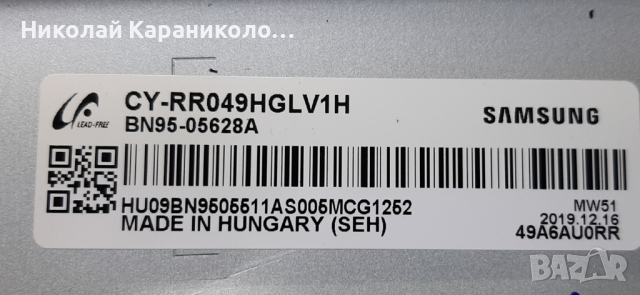 Николай Караниколо.
LEAD-FREE
CY-RR049HGLV1H
BN95-05628A
SAMSUNG
HU09BN9505511AS005MCG1252
MADE IN HUNGARY (SEH)
MW51
2019.12.16
49A6AU0RR
BAZAR